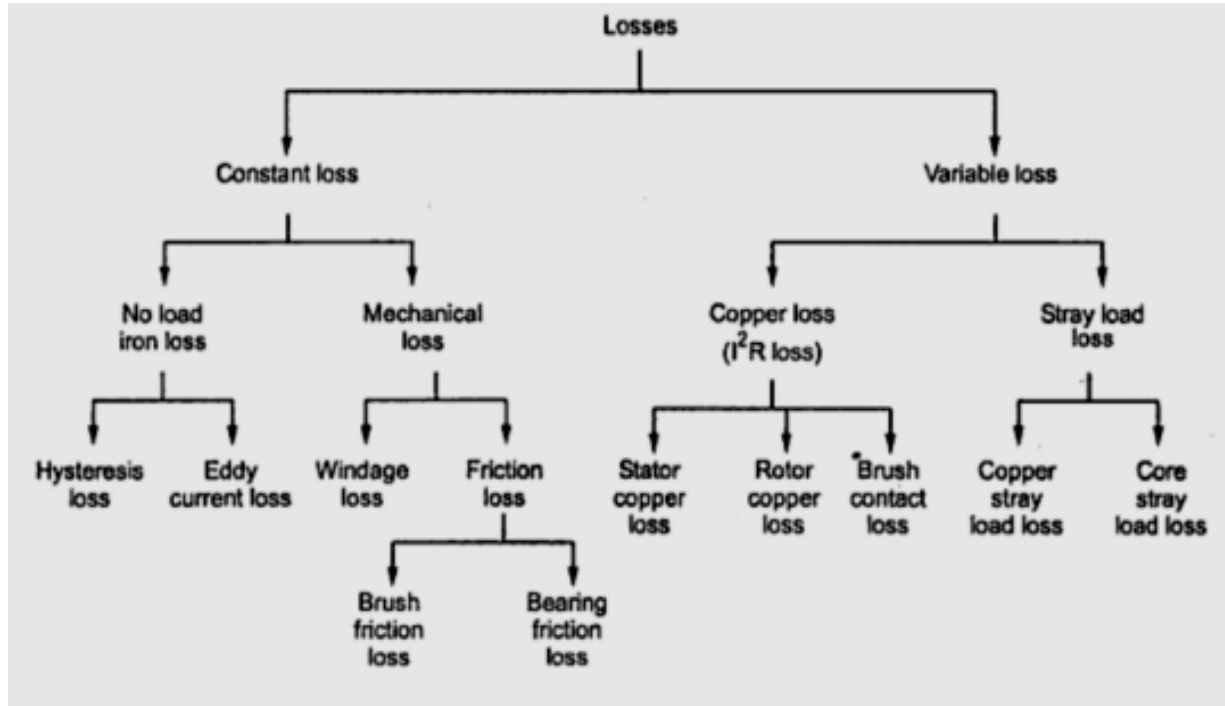 Losses
Constant loss
Variable loss
No load
iron loss
Mechanical
loss
Copper loss
(I²R loss)
Stray load
loss
Hysteresis
loss
Eddy
current loss
Windage
loss
Friction
loss
Stator
copper
loss
Rotor
copper
loss
Brush
contact
loss
Copper
stray
load loss
Core
stray
load loss
Brush
friction
loss
Bearing
friction
loss